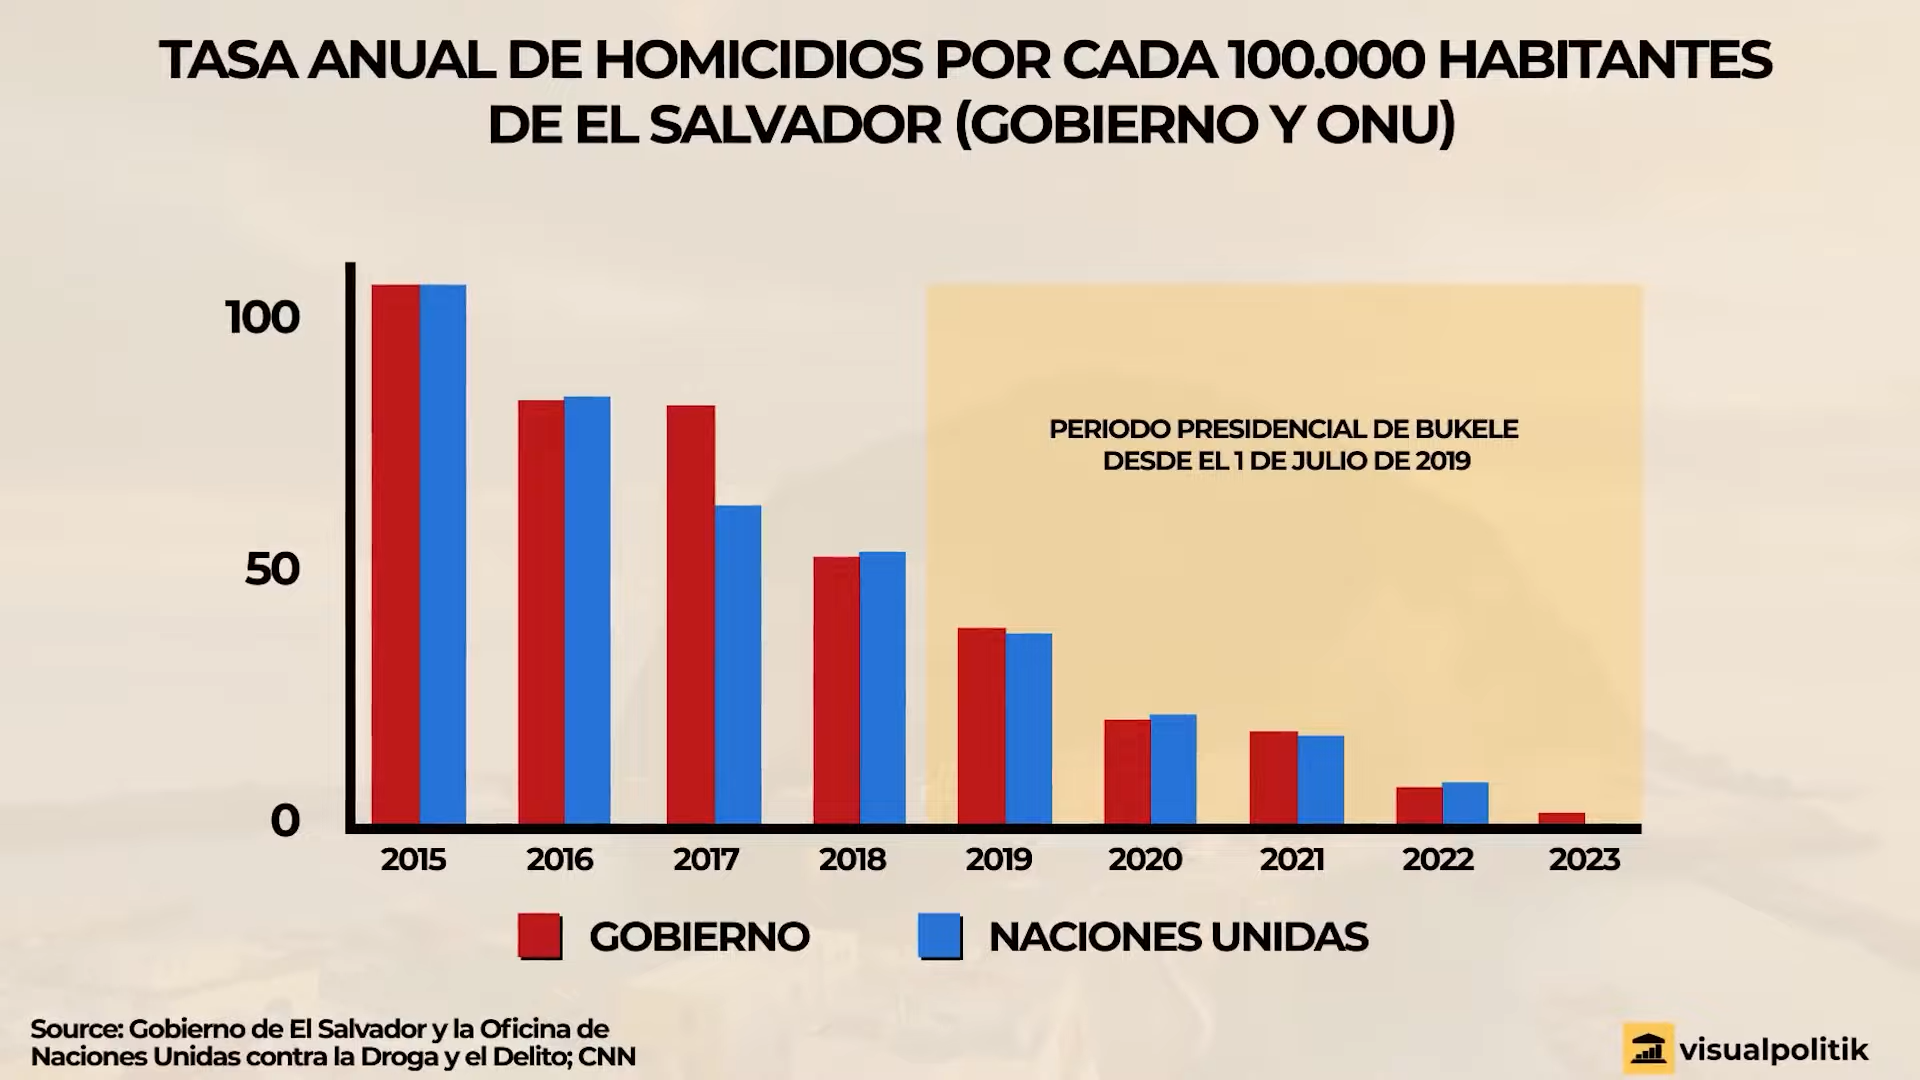 TASA ANUAL DE HOMICIDIOS POR CADA 100.000 HABITANTES
DE EL SALVADOR (GOBIERNO Y ONU)
100
50
0
PERIODO PRESIDENCIAL DE BUKELE
DESDE EL 1 DE JULIO DE 2019
2015 2016 2017 2018 2019 2020 2021 2022 2023
GOBIERNO NACIONES UNIDAS
Source: Gobierno de El Salvador y la Oficina de
Naciones Unidas contra la Droga y el Delito; CNN
visualpolitik